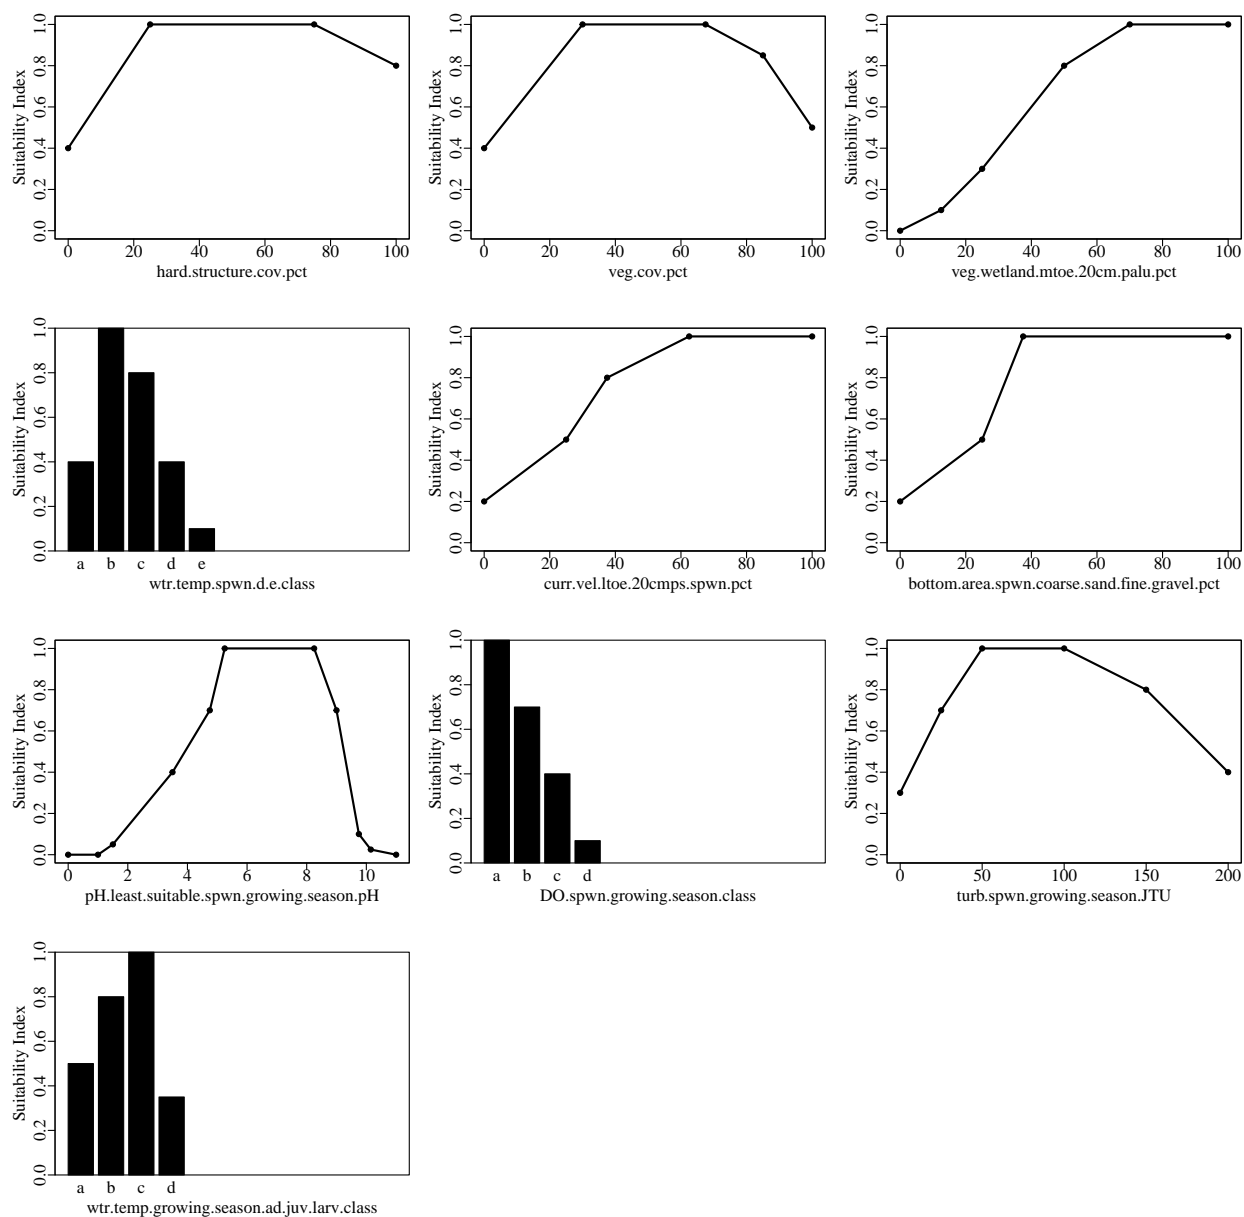 Suitability Index
0.0 0.2 0.4 0.6 0.8 1.0
0 20 40 60 80 100
hard.structure.cov.pct
Suitability Index
0.0 0.2 0.4 0.6 0.8 1.0
0 20 40 60 80 100
veg.cov.pct
Suitability Index
0.0 0.2 0.4 0.6 0.8 1.0
0 20 40 60 80 100
veg.wetland.mtoe.20cm.palu.pct
Suitability Index
0.0 0.2 0.4 0.6 0.8 1.0
a b c d e
wtr.temp.spwn.d.e.class
Suitability Index
0.0 0.2 0.4 0.6 0.8 1.0
0 20 40 60 80 100
curr.vel.ltoe.20cmps.spwn.pct
Suitability Index
0.0 0.2 0.4 0.6 0.8 1.0
0 20 40 60 80 100
bottom.area.spwn.coarse.sand.fine.gravel.pct
Suitability Index
0.0 0.2 0.4 0.6 0.8 1.0
0 2 4 6 8 10
pH.least.suitable.spwn.growing.season.pH
Suitability Index
0.0 0.2 0.4 0.6 0.8 1.0
a b c d
DO.spwn.growing.season.class
Suitability Index
0.0 0.2 0.4 0.6 0.8 1.0
0 50 100 150 200
turb.spwn.growing.season.JTU
Suitability Index
0.0 0.2 0.4 0.6 0.8 1.0
a b c d
wtr.temp.growing.season.ad.juv.larv.class